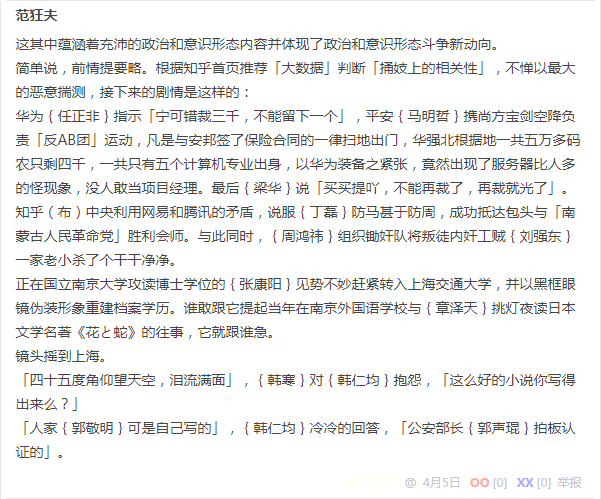 范狂夫
这其中蕴涵着充沛的政治和意识形态内容并体现了政治和意识形态斗争新动向。
简单说，前情提要略。根据知乎首页推荐「大数据」判断「捅妓上的相关性」，不惮以最大
的恶意揣测，接下来的剧情是这样的：
华为｛任正非｝指示「宁可错裁三千，不能留下一个」，平安｛马明哲｝携尚方宝剑空降负
责「反AB团」运动，凡是与安邦签了保险合同的一律扫地出门，华强北根据地一共五万多码
农只剩四千，一共只有五个计算机专业出身，以华为装备之紧张，竟然出现了服务器比人多
的怪现象，没人敢当项目经理。最后｛梁华｝说「买买提吖，不能再裁了，再裁就光了」。
知乎（布）中央利用网易和腾讯的矛盾，说服｛丁磊｝防马甚于防周，成功抵达包头与「南
蒙古人民革命党」胜利会师。与此同时，｛周鸿祎｝组织锄奸队将叛徒内奸工贼｛刘强东｝
一家老小杀了个干干净净。
正在国立南京大学攻读博士学位的｛张康阳｝见势不妙赶紧转入上海交通大学，并以黑框眼
镜伪装形象重建档案学历。谁敢跟它提起当年在南京外国语学校与｛章泽天｝挑灯夜读日本
文学名著《花と蛇》的往事，它就跟谁急。
镜头摇到上海。
「四十五度角仰望天空，泪流满面」，｛韩寒｝对｛韩仁均｝抱怨，「这么好的小说你写得
出来么？」
「人家｛郭敬明｝可是自己写的」，｛韩仁均｝冷冷的回答，「公安部长｛郭声琨｝拍板认
证的」。
@ 4月5日 OO [0] XX [0] 举报